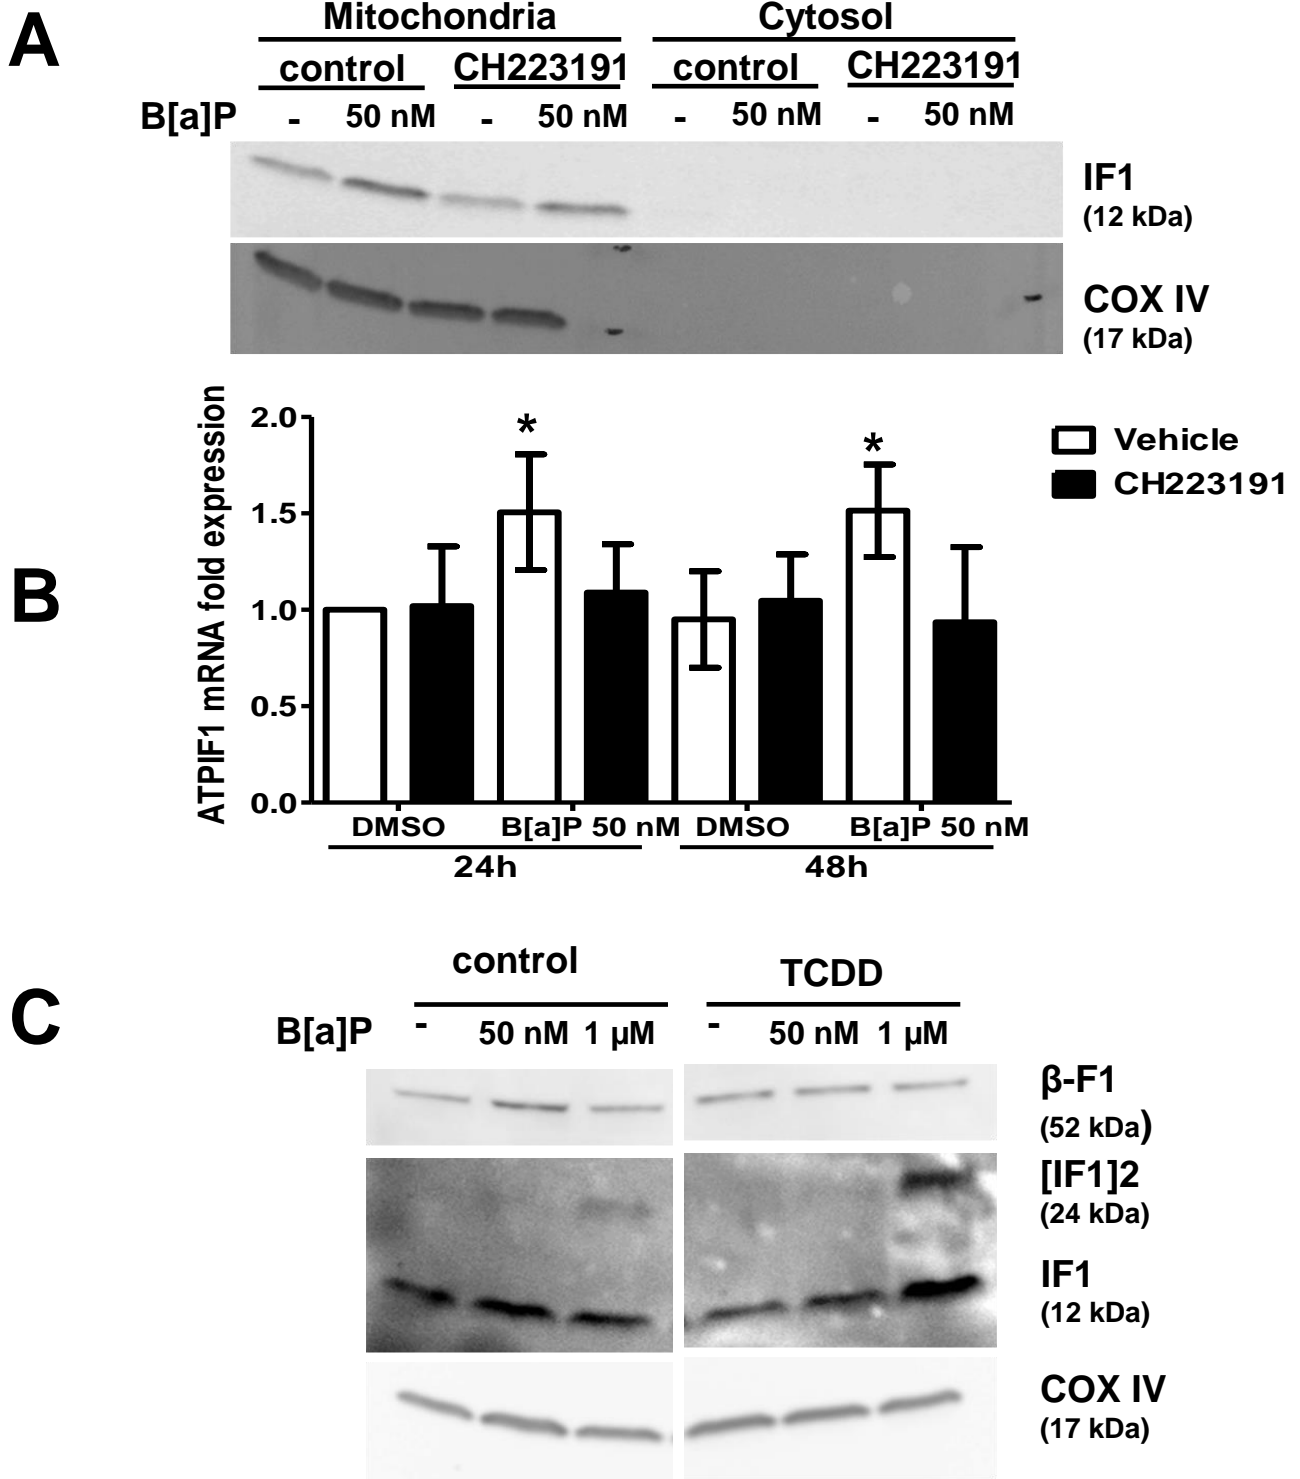 A
Mitochondria Cytosol
control CH223191 control CH223191
B[a]P - 50 nM - 50 nM - 50 nM - 50 nM
IF1
(12 kDa)
COX IV
(17 kDa)
B
ATPIF1 mRNA fold expression
2.0
1.5
1.0
0.5
0.0
* *
Vehicle
CH223191
DMSO B[a]P 50 nM DMSO B[a]P 50 nM
24h 48h
C
control TCDD
B[a]P - 50 nM 1 µM - 50 nM 1 µM
β-F1
(52 kDa)
[IF1]2
(24 kDa)
IF1
(12 kDa)
COX IV
(17 kDa)